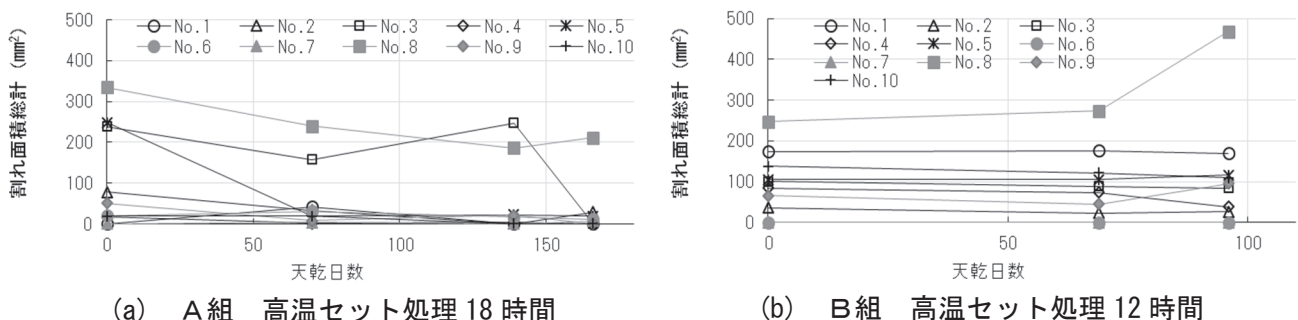 割れ面積総計 (㎟)
500
400
300
200
100
0
No.1 No.2 No.3 No.4 No.5
No.6 No.7 No.8 No.9 No.10
0 50 100 150
天乾日数
(a) A組 高温セット処理 18 時間
割れ面積総計 (㎟)
500
400
300
200
100
0
No.1 No.2 No.3
No.4 No.5 No.6
No.7 No.8 No.9
No.10
0 50 100
天乾日数
(b) B組 高温セット処理 12 時間